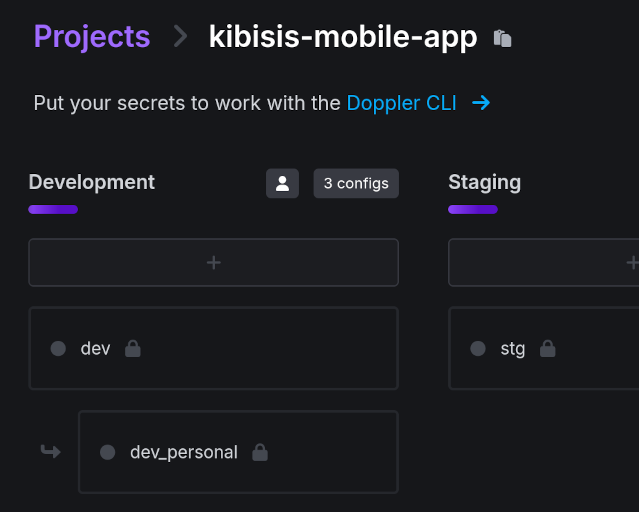 Projects > kibisis-mobile-app
Put your secrets to work with the Doppler CLI →
Development 3 configs Staging
+ +
dev stg
dev_personal